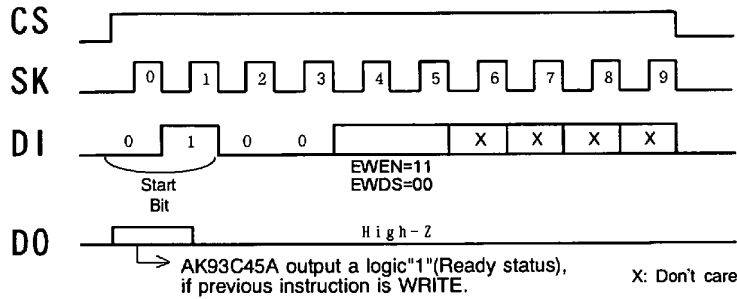 CS
SK 0 1 2 3 4 5 6 7 8 9
DI 0 1 0 0 X X X X
Start
Bit
EWEN=11
EWDS=00
DO High-Z
AK93C45A output a logic"1"(Ready status),
if previous instruction is WRITE.
X: Don't care